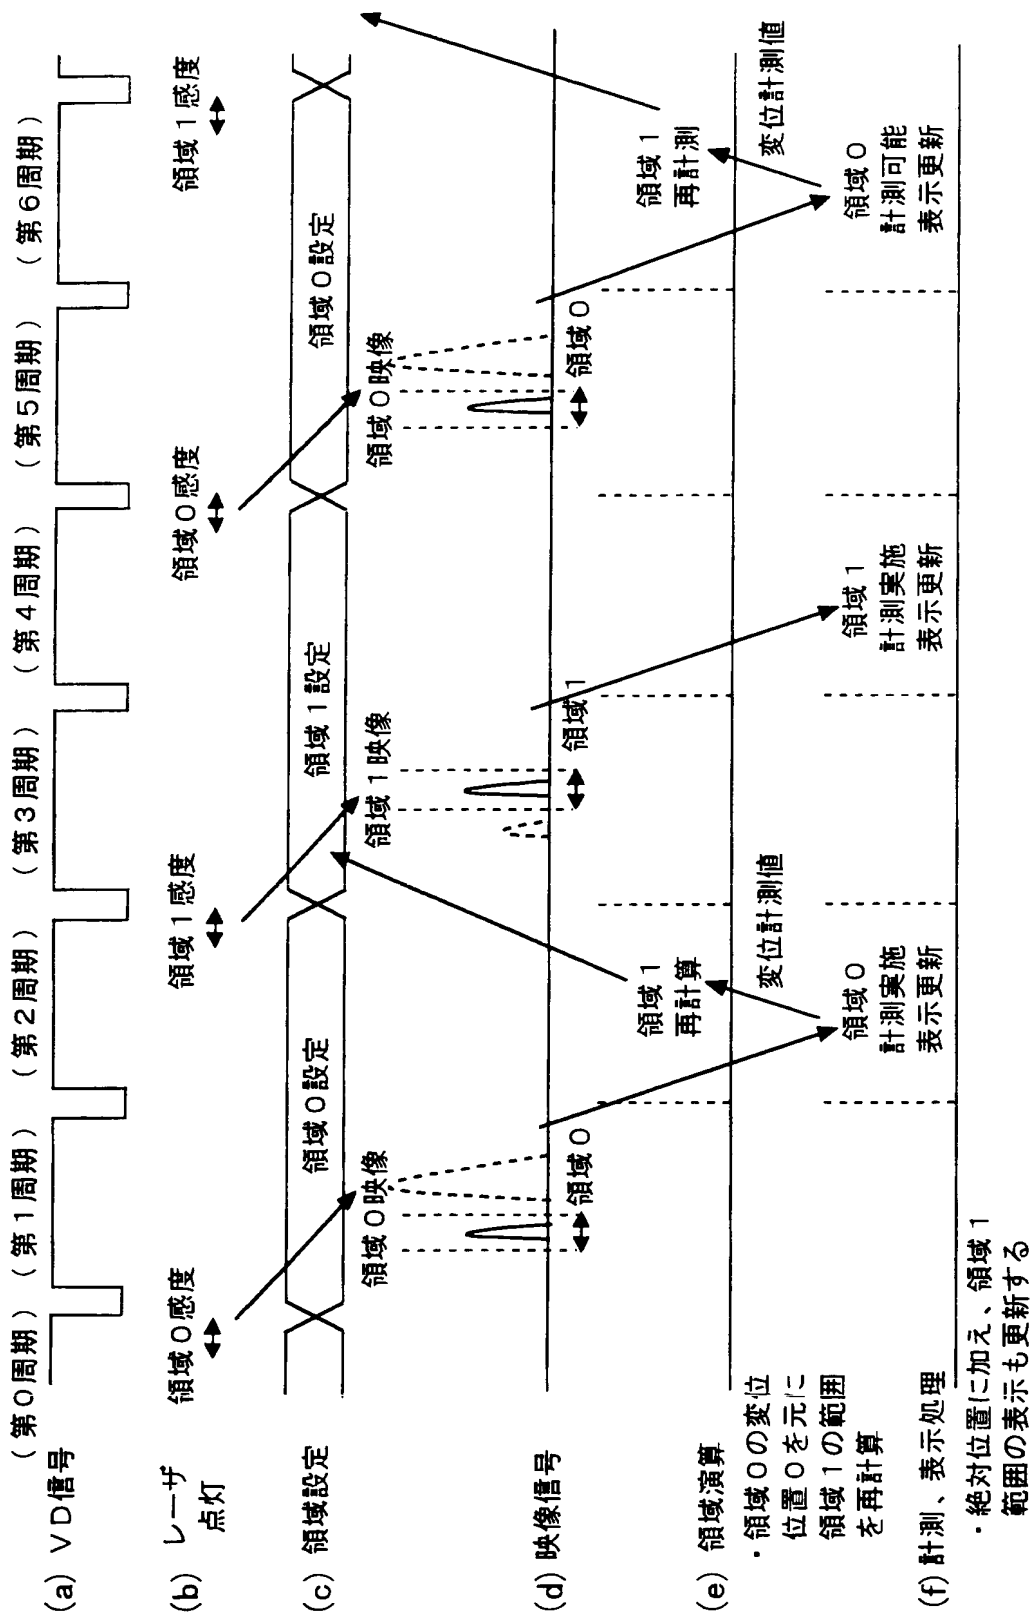 (第0周期)
(第1周期)
(第2周期)
(第3周期)
(第4周期)
(第5周期)
(第6周期)
(a) VD信号
(b) レーザ
点灯
領域0感度
領域1感度
領域0感度
領域1感度
(c) 領域設定
領域0設定
領域1設定
領域0設定
領域0映像
領域1映像
領域0映像
(d) 映像信号
領域0
領域1
領域0
(e) 領域演算
・領域0の変位
位置0を元に
領域1の範囲
を再計算
領域1
再計算
変位計測値
領域1
再計測
変位計測値
(f) 計測、表示処理
領域0
計測実施
表示更新
領域1
計測実施
表示更新
領域0
計測可能
表示更新
・絶対位置に加え、領域1
範囲の表示も更新する